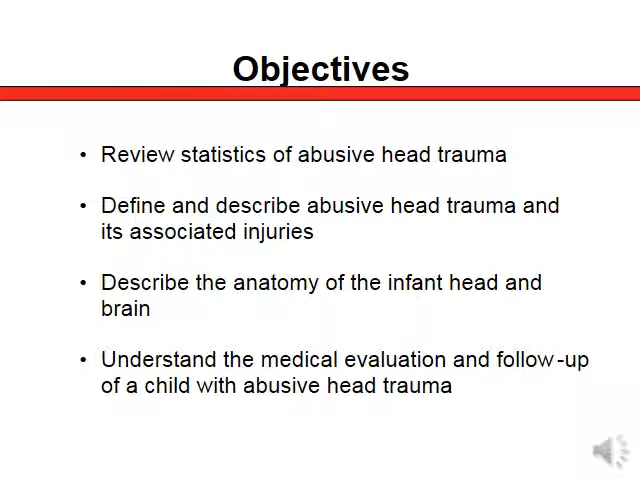 Objectives
• Review statistics of abusive head trauma
• Define and describe abusive head trauma and
its associated injuries
• Describe the anatomy of the infant head and
brain
• Understand the medical evaluation and follow-up
of a child with abusive head trauma